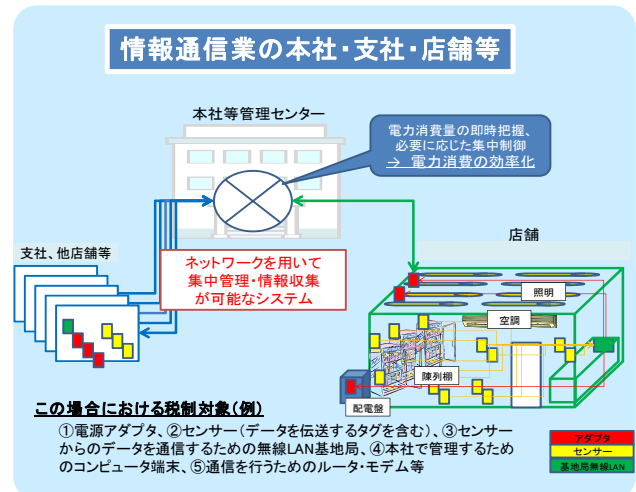 情報通信業の本社・支社・店舗等
本社等管理センター
電力消費量の即時把握、
必要に応じた集中制御
→ 電力消費の効率化
支社、他店舗等
ネットワークを用いて
集中管理・情報収集
が可能なシステム
店舗
照明
空調
陳列棚
配電盤
この場合における税制対象(例)
①電源アダプタ、②センサー(データを伝送するタグを含む)、③センサー
からのデータを通信するための無線LAN基地局、④本社で管理するため
のコンピュータ端末、⑤通信を行うためのルータ・モデム等
アダプタ
センサー
基地局無線LAN